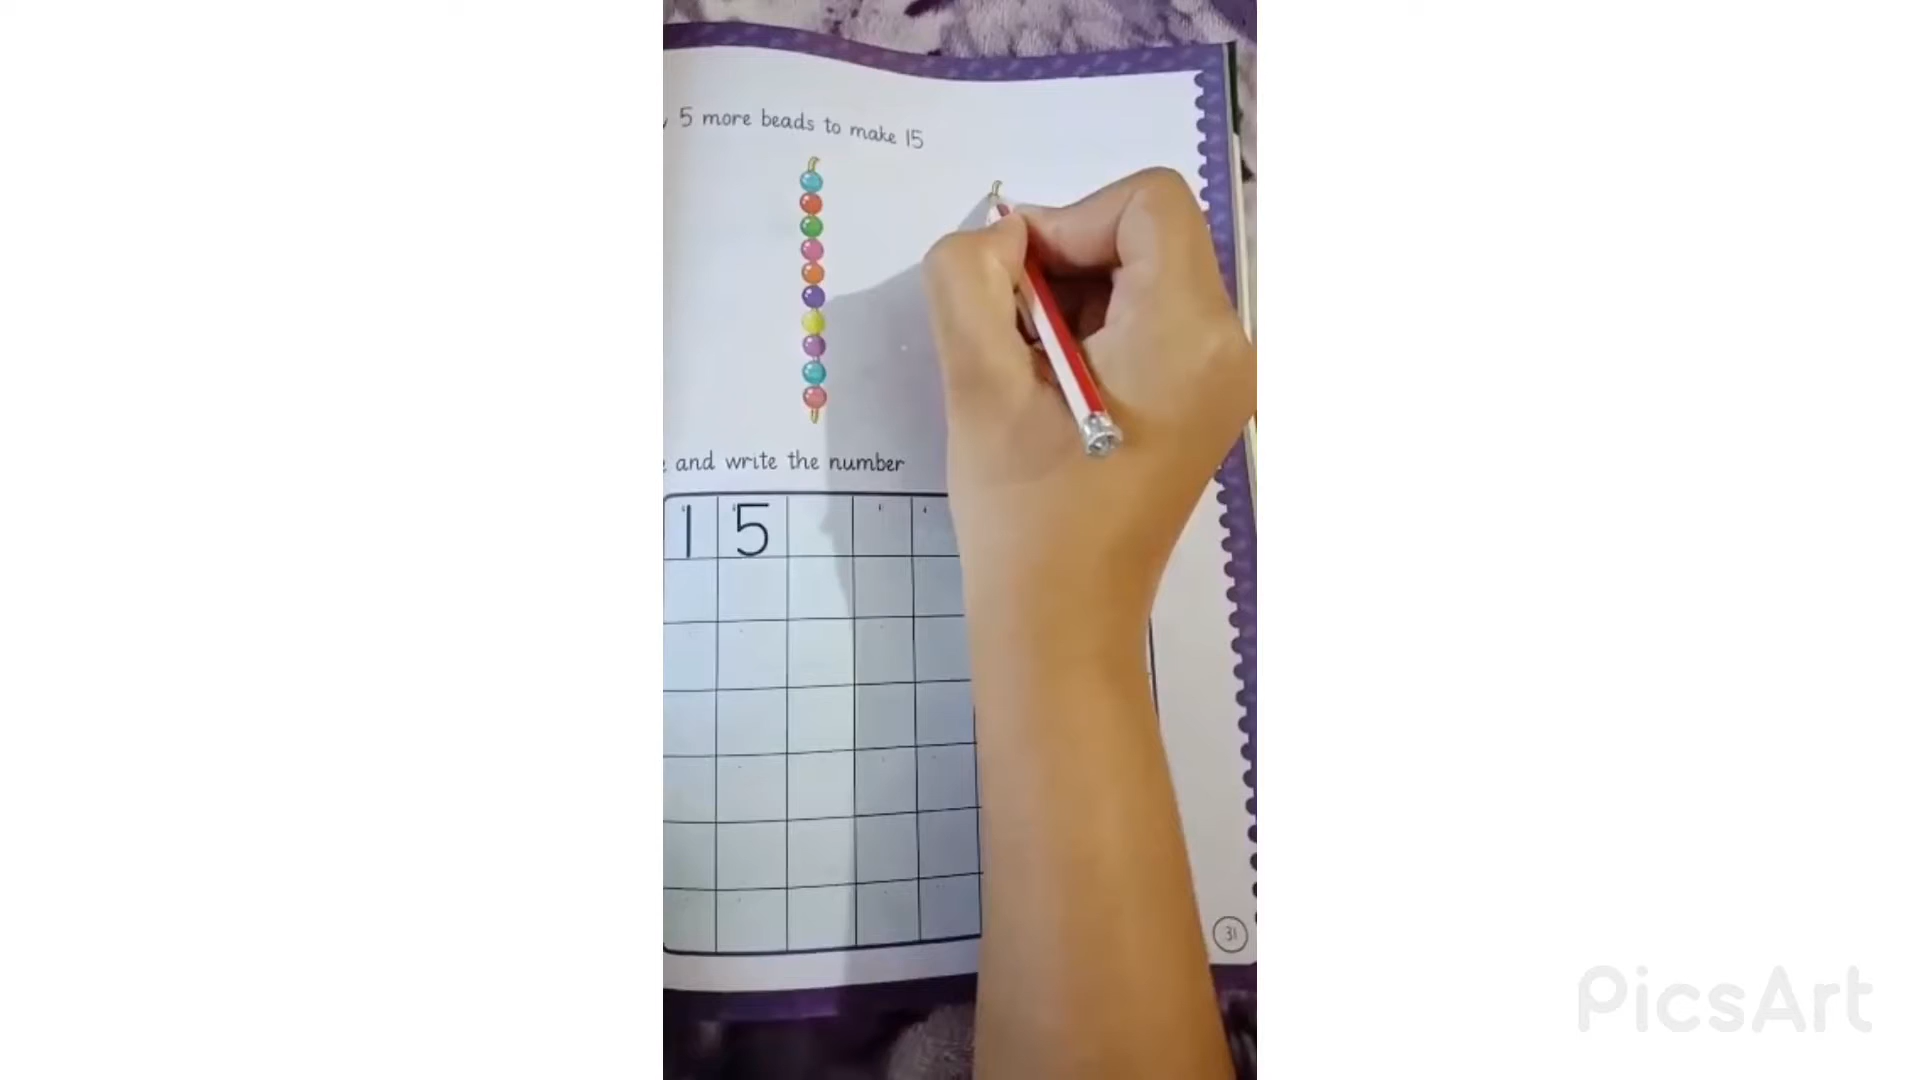 5 more beads to make 15
and write the number
15
31
PicsArt